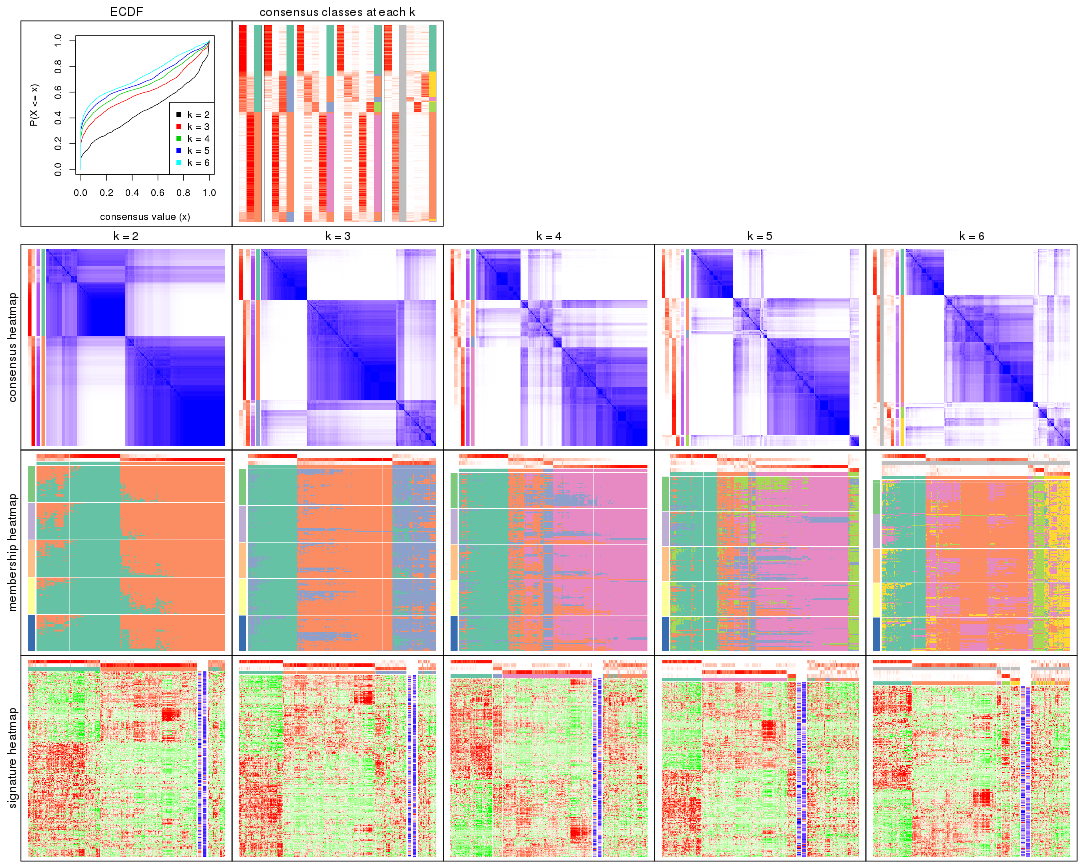 ECDF
consensus classes at each k
P(X <= x)
0.0 0.2 0.4 0.6 0.8 1.0
k = 2
k = 3
k = 4
k = 5
k = 6
0.0 0.2 0.4 0.6 0.8 1.0
consensus value (x)
k = 2 k = 3 k = 4 k = 5 k = 6
consensus heatmap
membership heatmap
signature heatmap